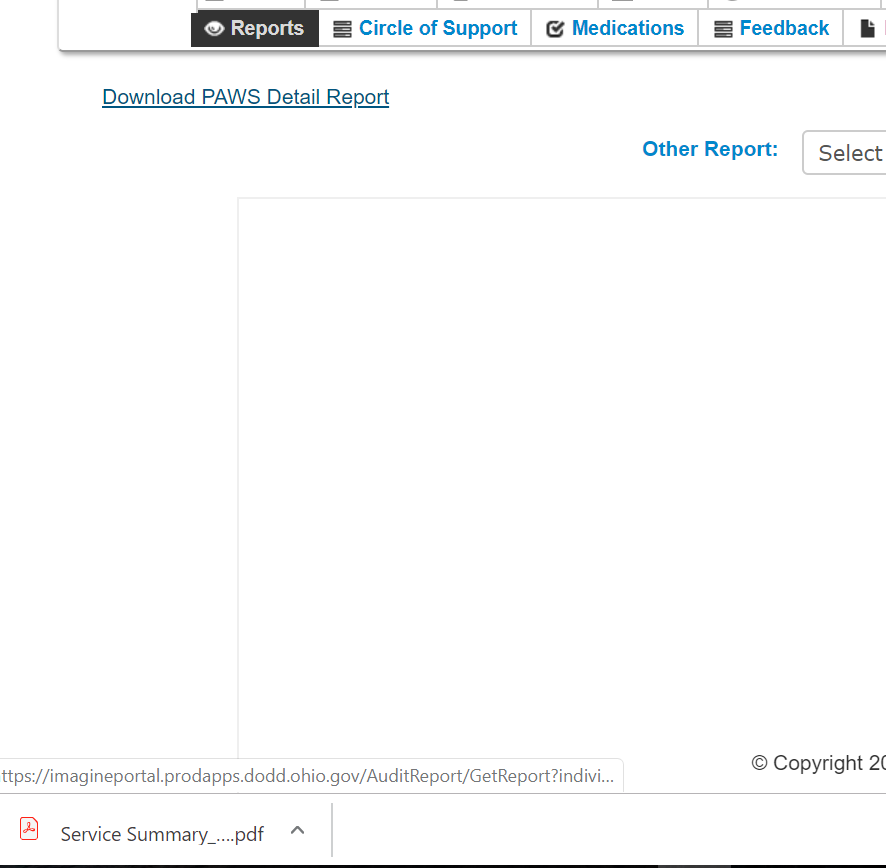 Reports Circle of Support Medications Feedback
Download PAWS Detail Report
Other Report: Select
© Copyright 20
ttps://imagineportal.prodapps.dodd.ohio.gov/AuditReport/GetReport?indivi...
Service Summary_....pdf